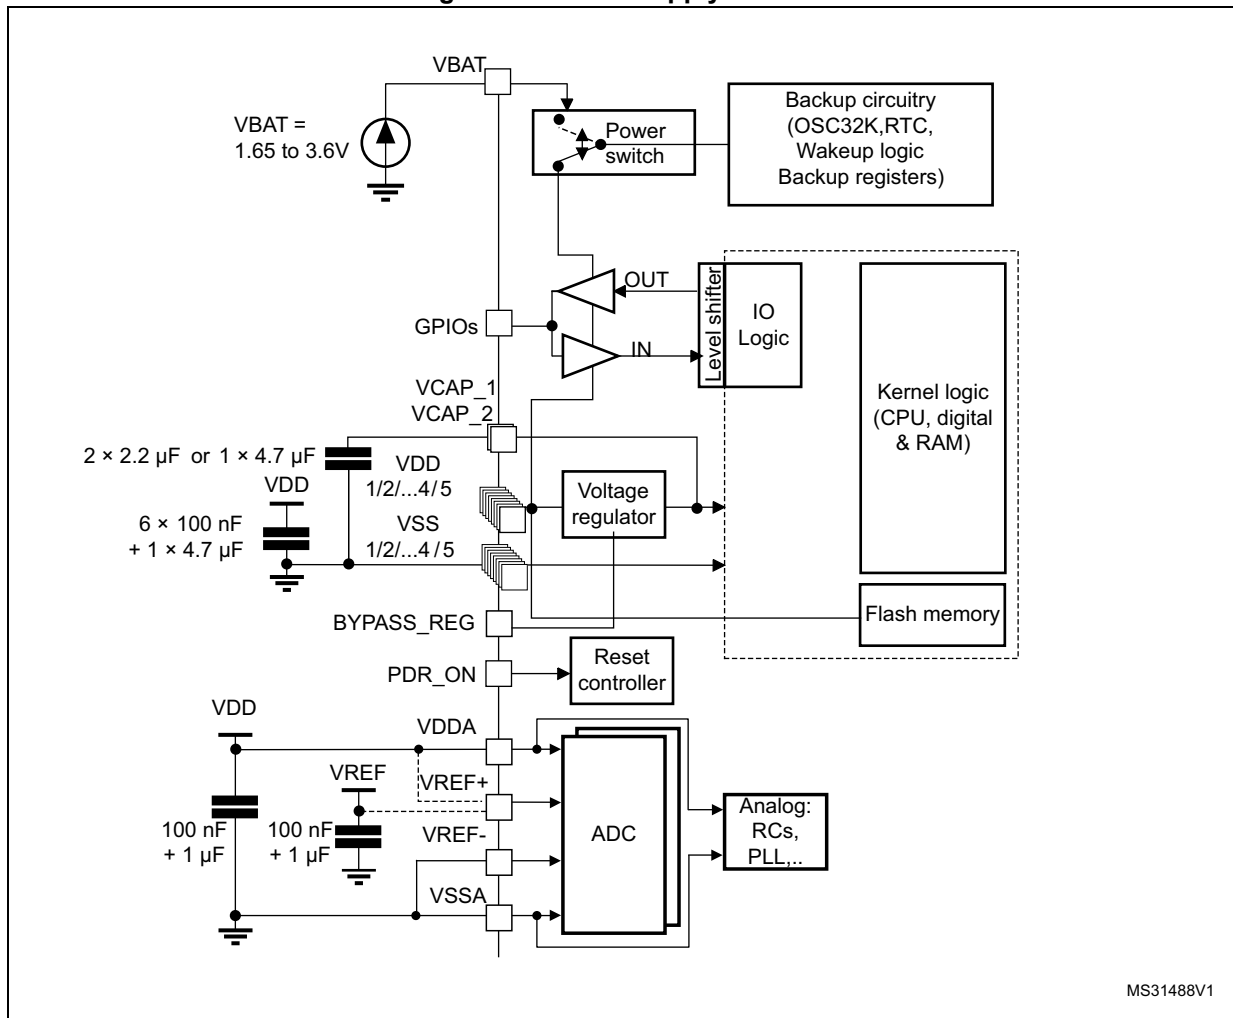 VBAT
VBAT =
1.65 to 3.6V
Power
switch
Backup circuitry
(OSC32K,RTC,
Wakeup logic
Backup registers)
OUT
GPIOs
IN
Level shifter
IO
Logic
Kernel logic
(CPU, digital
& RAM)
VCAP_1
VCAP_2
2 × 2.2 µF or 1 × 4.7 µF
VDD
1/2/...4/5
VDD
6 × 100 nF
+ 1 × 4.7 µF
VSS
1/2/...4/5
Voltage
regulator
Flash memory
BYPASS_REG
PDR_ON
Reset
controller
VDD
VDDA
VREF
VREF+
100 nF
+ 1 µF
100 nF
+ 1 µF
VREF-
VSSA
ADC
Analog:
RCs,
PLL,..
MS31488V1